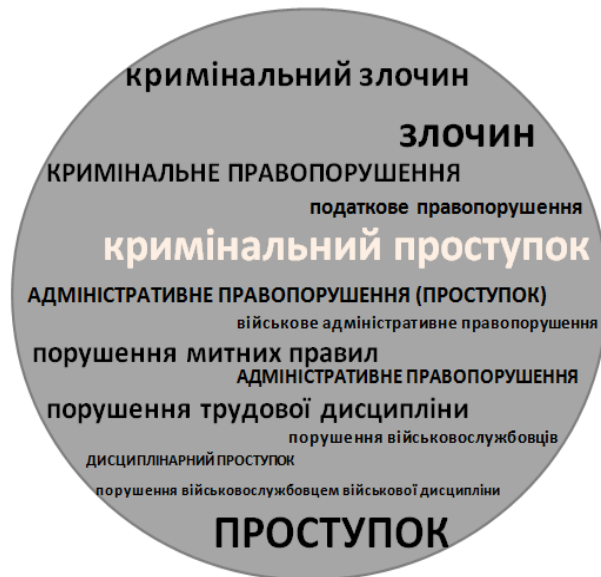 кримінальний злочин
злочин
КРИМІНАЛЬНЕ ПРАВОПОРУШЕННЯ
податкове правопорушення
кримінальний проступок
АДМІНІСТРАТИВНЕ ПРАВОПОРУШЕННЯ (ПРОСТУПОК)
військове адміністративне правопорушення
порушення митних правил
АДМІНІСТРАТИВНЕ ПРАВОПОРУШЕННЯ
порушення трудової дисципліни
порушення військовослужбовців
ДИСЦИПЛІНАРНИЙ ПРОСТУПОК
порушення військовослужбовцем військової дисципліни
ПРОСТУПОК